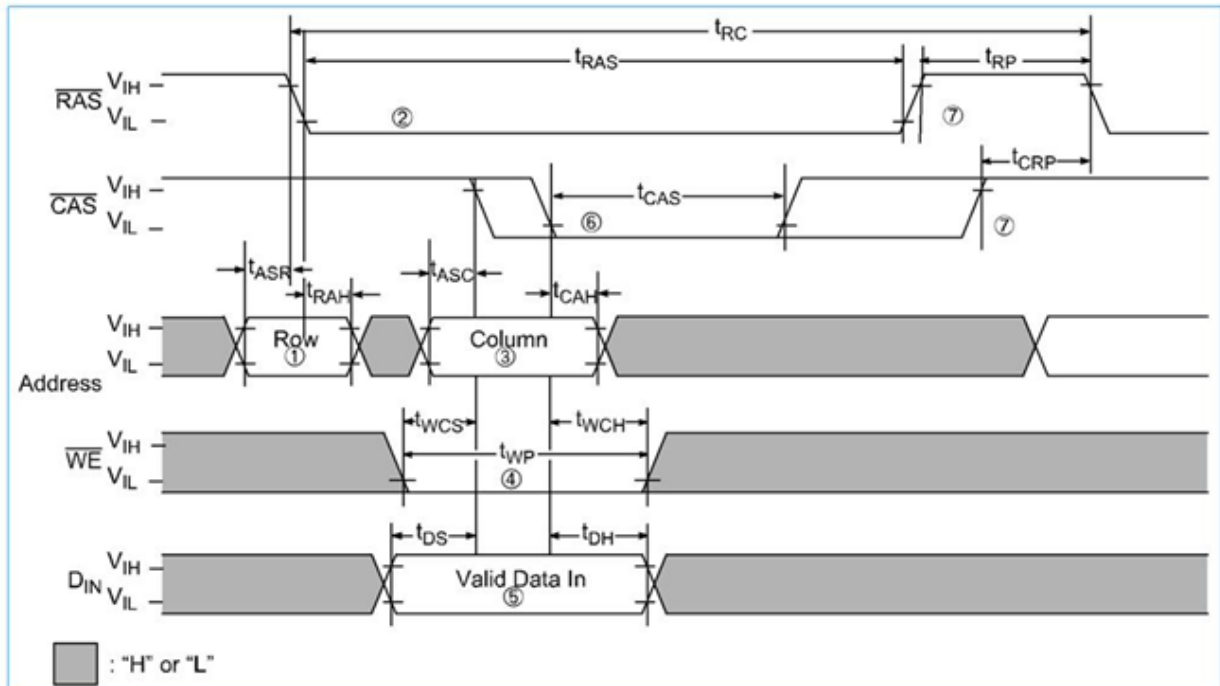 tRC
tRAS
tRP
RAS
VIH
VIL
②
⑦
tCRP
CAS
VIH
VIL
tCAS
⑥
⑦
tASR
tRAH
tASC
tCAH
Address
VIH
VIL
Row
①
Column
③
tWCS
tWCH
WE
VIH
VIL
tWP
④
tDS
tDH
DIN
VIH
VIL
Valid Data In
⑤
: “H” or “L”